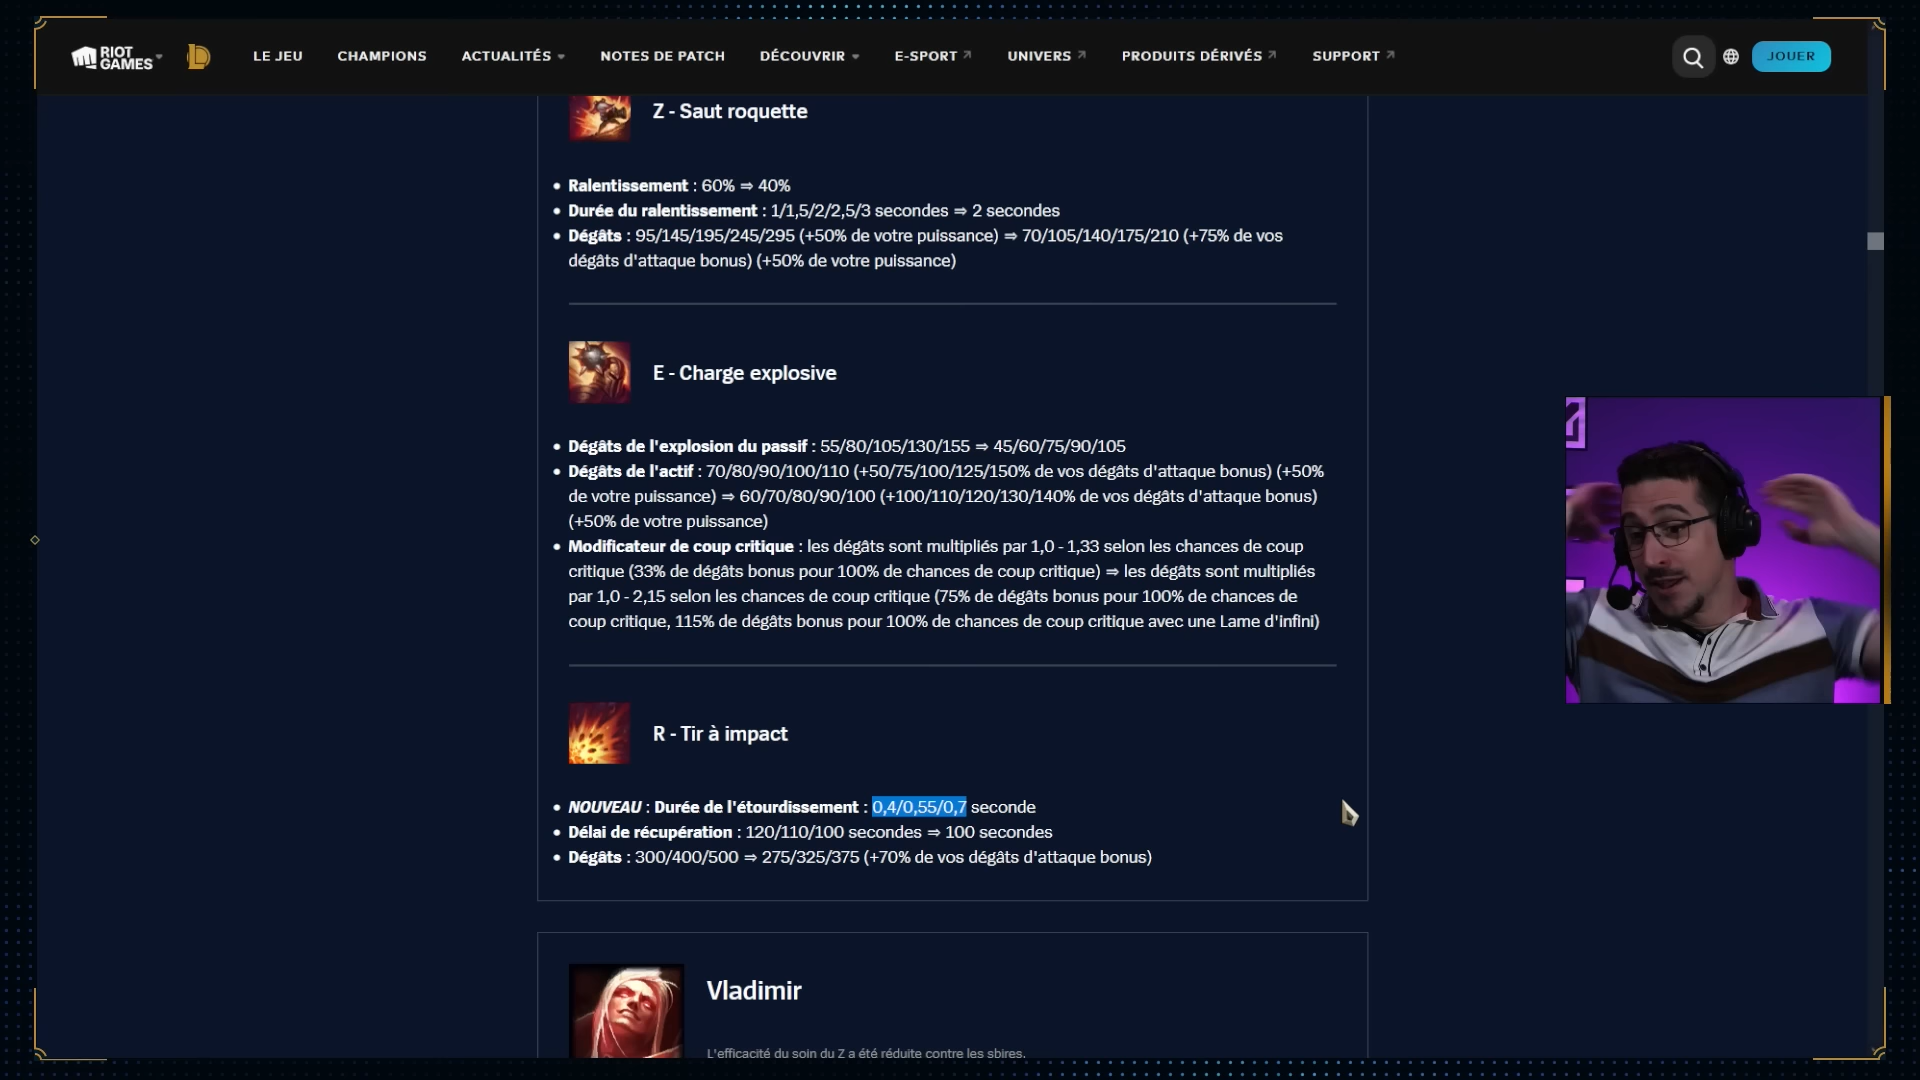 RIOT
GAMES
LE JEU
CHAMPIONS
ACTUALITÉS
NOTES DE PATCH
DÉCOUVRIR
E-SPORT
UNIVERS
PRODUITS DÉRIVÉS
SUPPORT
JOUER
Z - Saut roquette
Ralentissement : 60% ⇒ 40%
Durée du ralentissement : 1/1,5/2/2,5/3 secondes ⇒ 2 secondes
Dégâts : 95/145/195/245/295 (+50% de votre puissance) ⇒ 70/105/140/175/210 (+75% de vos
dégâts d'attaque bonus) (+50% de votre puissance)
E - Charge explosive
Dégâts de l'explosion du passif : 55/80/105/130/155 ⇒ 45/60/75/90/105
Dégâts de l'actif : 70/80/90/100/110 (+50/75/100/125/150% de vos dégâts d'attaque bonus) (+50%
de votre puissance) ⇒ 60/70/80/90/100 (+100/110/120/130/140% de vos dégâts d'attaque bonus)
(+50% de votre puissance)
Modificateur de coup critique : les dégâts sont multipliés par 1,0 - 1,33 selon les chances de coup
critique (33% de dégâts bonus pour 100% de chances de coup critique) ⇒ les dégâts sont multipliés
par 1,0 - 2,15 selon les chances de coup critique (75% de dégâts bonus pour 100% de chances de
coup critique, 115% de dégâts bonus pour 100% de chances de coup critique avec une Lame d'infini)
R - Tir à impact
NOUVEAU : Durée de l'étourdissement : 0,4/0,55/0,7 seconde
Délai de récupération : 120/110/100 secondes ⇒ 100 secondes
Dégâts : 300/400/500 ⇒ 275/325/375 (+70% de vos dégâts d'attaque bonus)
Vladimir
L'efficacité du soin du Z a été réduite contre les sbires.